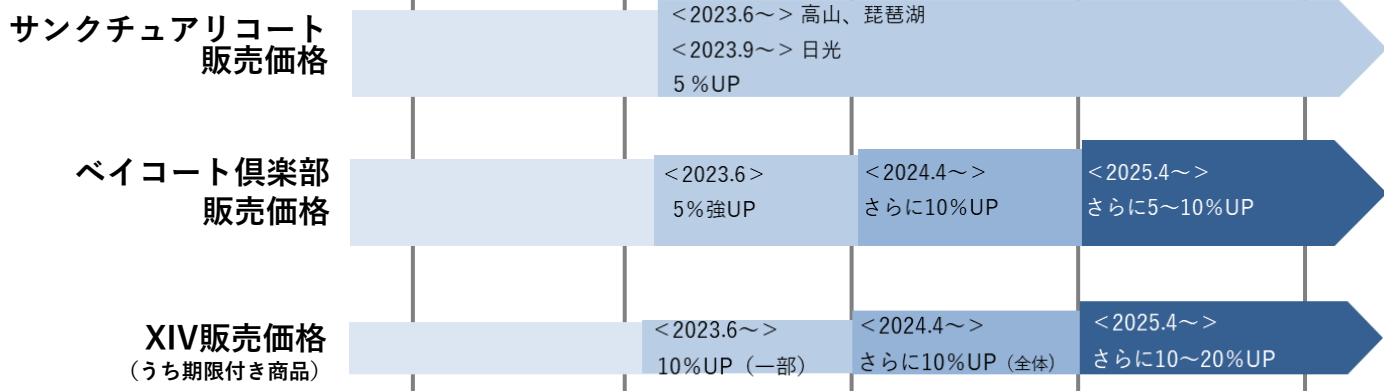 サンクチュアリコート
販売価格
＜2023.6～＞ 高山、琵琶湖
＜2023.9～＞ 日光
5 %UP
ベイコート倶楽部
販売価格
＜2023.6＞
5%強UP
＜2024.4～＞
さらに10%UP
＜2025.4～＞
さらに5～10%UP
XIV販売価格
（うち期限付き商品）
＜2023.6～＞
10%UP（一部）
＜2024.4～＞
さらに10%UP（全体）
＜2025.4～＞
さらに10～20%UP